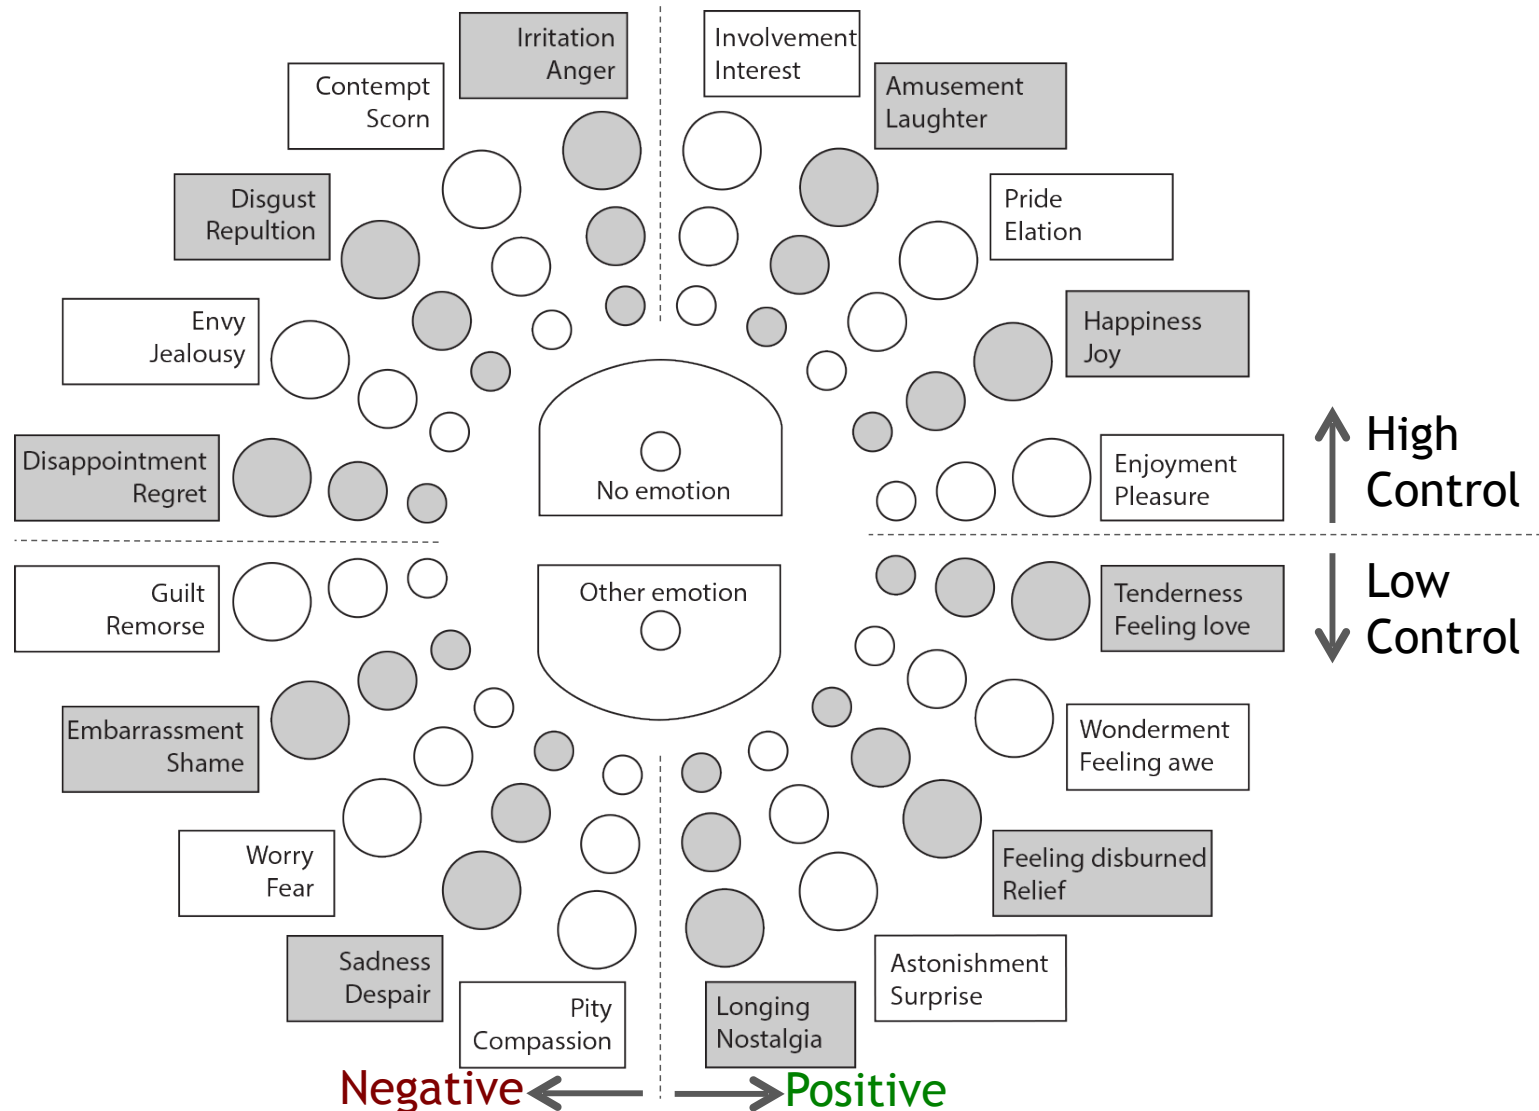 Irritation
Anger
Involvement
Interest
Contempt
Scorn
Amusement
Laughter
Disgust
Repultion
Pride
Elation
Envy
Jealousy
Happiness
Joy
Disappointment
Regret
No emotion
Enjoyment
Pleasure
High
Control
Guilt
Remorse
Other emotion
Tenderness
Feeling love
Low
Control
Embarrassment
Shame
Wonderment
Feeling awe
Worry
Fear
Feeling disburned
Relief
Sadness
Despair
Astonishment
Surprise
Pity
Compassion
Longing
Nostalgia
Negative
Positive